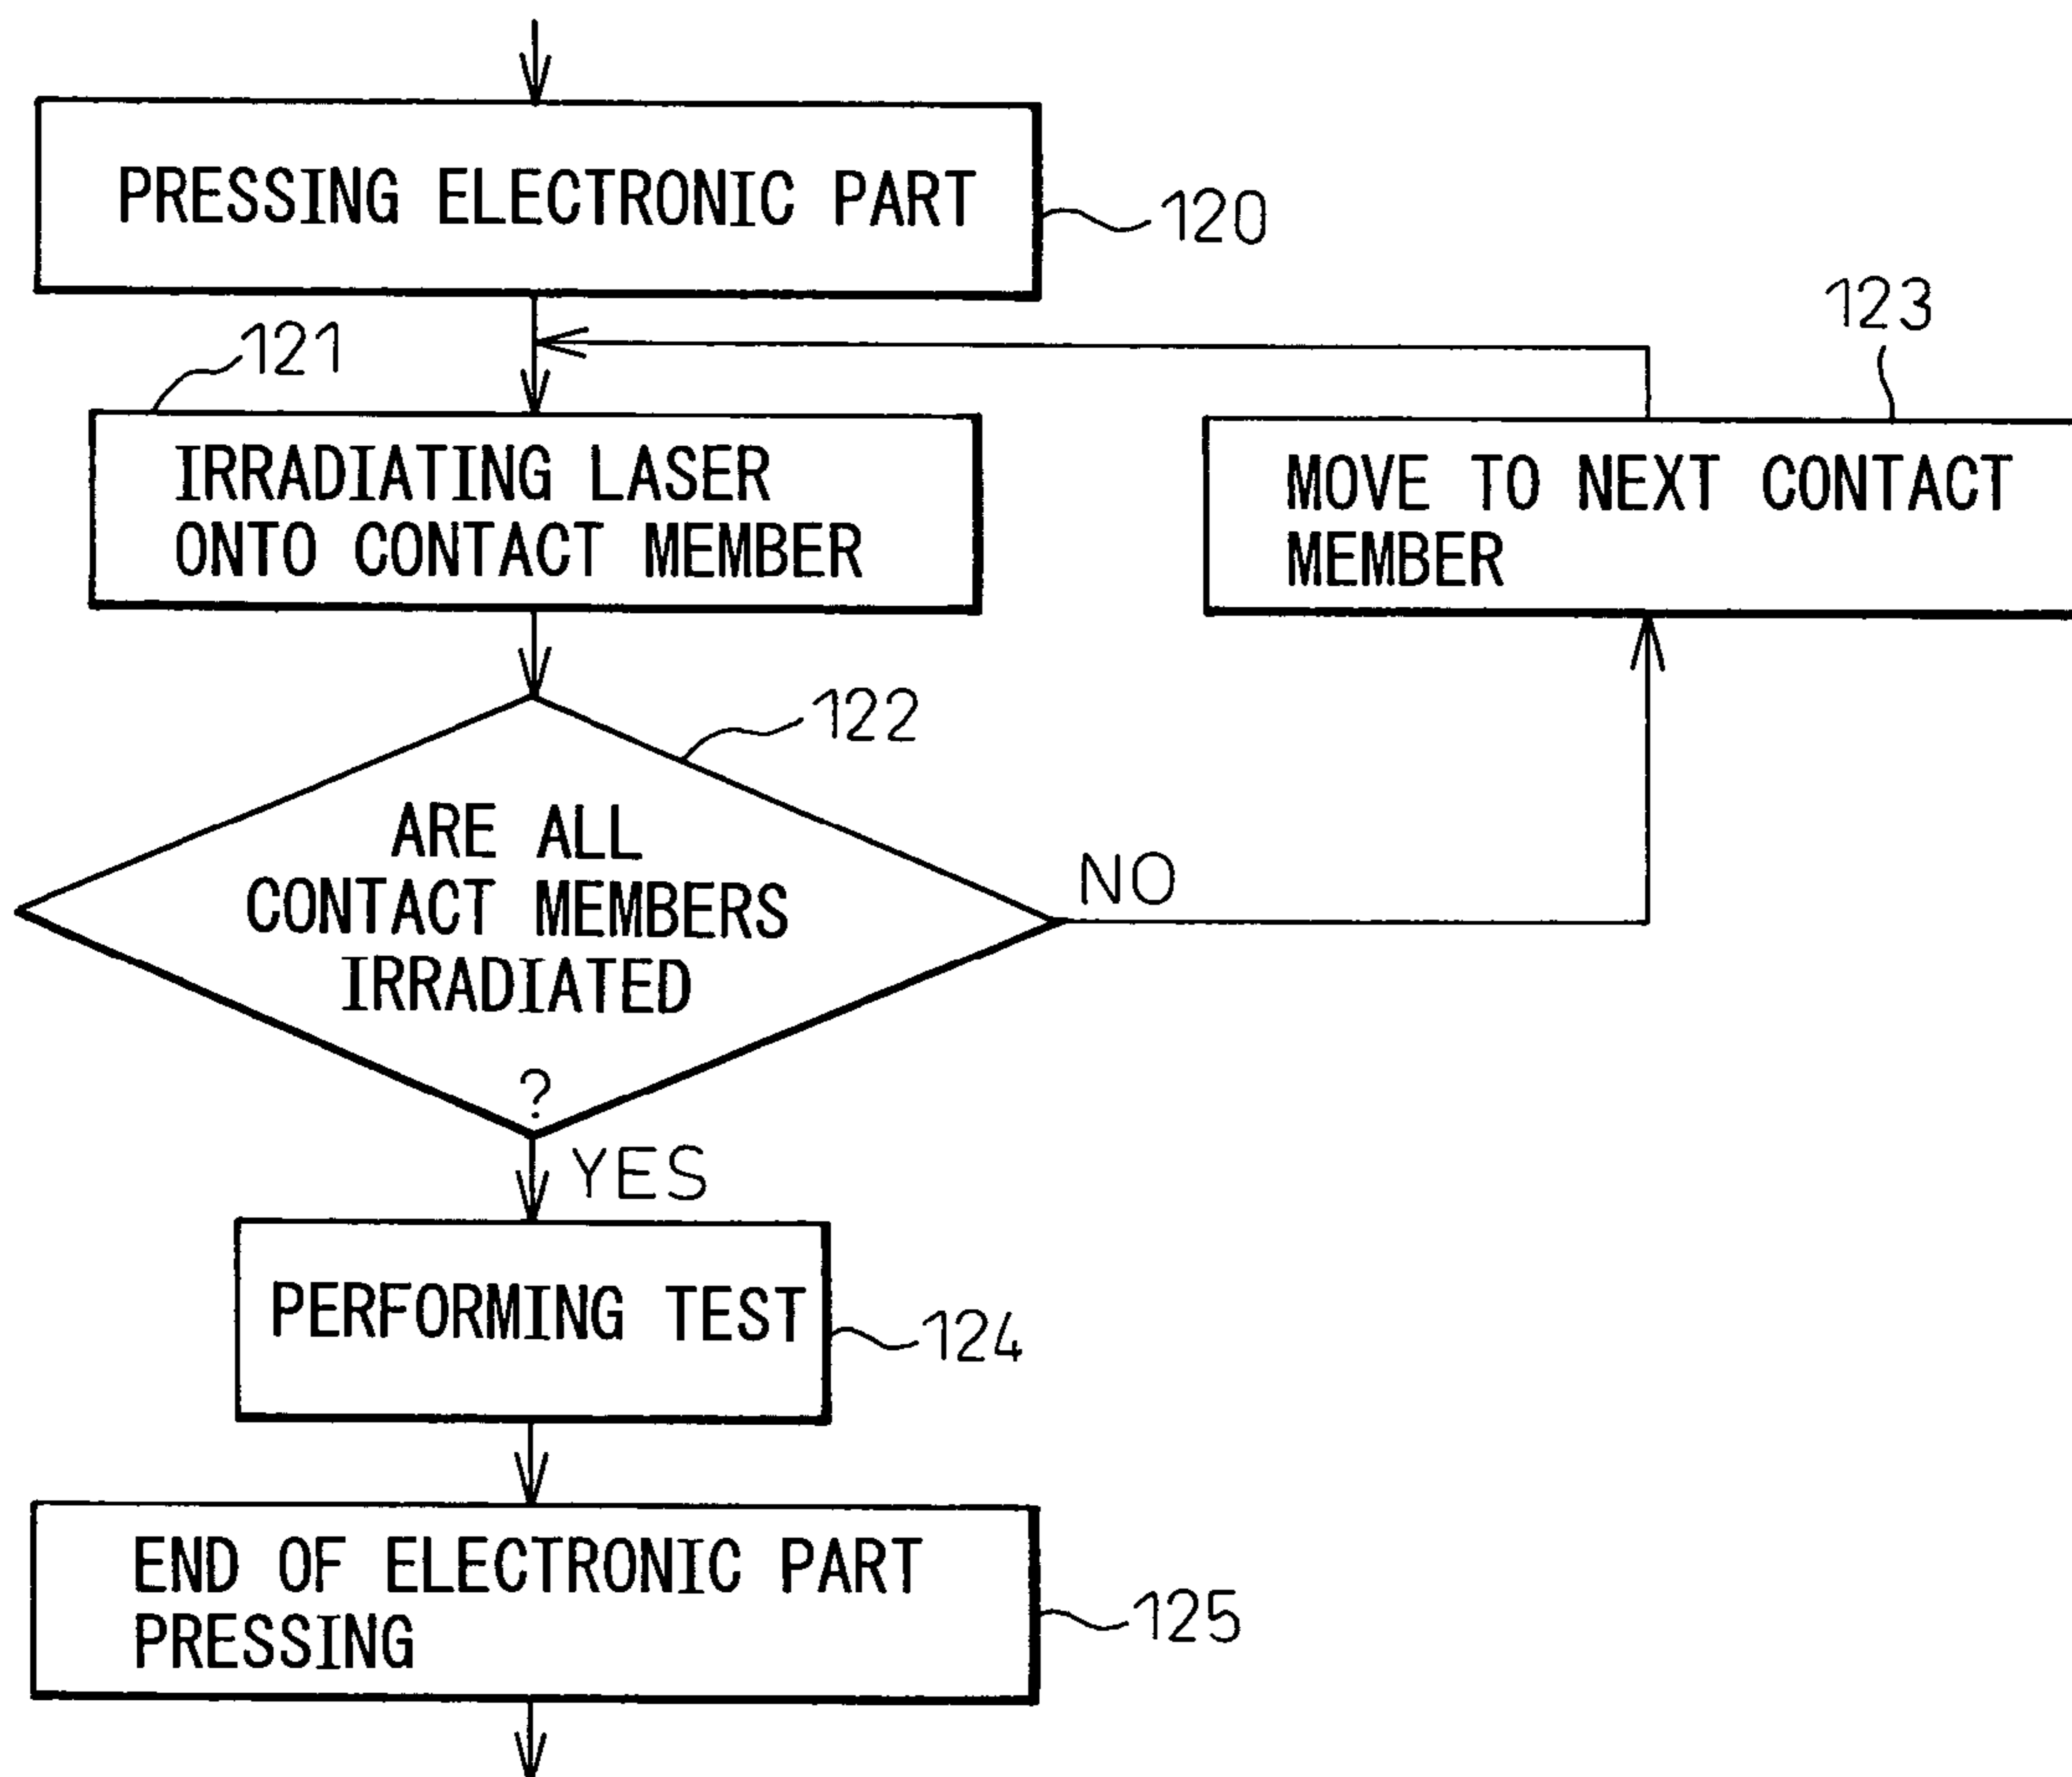 PRESSING ELECTRONIC PART
120
121
IRRADIATING LASER
ONTO CONTACT MEMBER
123
MOVE TO NEXT CONTACT
MEMBER
122
ARE ALL
CONTACT MEMBERS
IRRADIATED
?
NO
YES
PERFORMING TEST
124
END OF ELECTRONIC PART
PRESSING
125